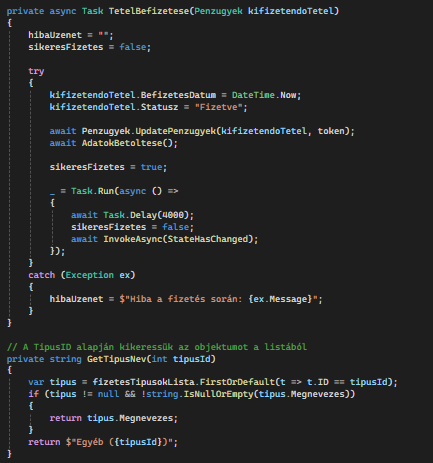 private async Task TetelBefizetese(Penzugyek kifizetendoTetel)
{
hibaUzenet = "";
sikeresFizetes = false;
try
{
kifizetendoTetel.BefizetesDatum = DateTime.Now;
kifizetendoTetel.Statusz = "Fizetve";
await Penzugyek.UpdatePenzugyek(kifizetendoTetel, token);
await AdatokBetoltese();
sikeresFizetes = true;
_ = Task.Run(async () =>
{
await Task.Delay(4000);
sikeresFizetes = false;
await InvokeAsync(StateHasChanged);
});
}
catch (Exception ex)
{
hibaUzenet = $"Hiba a fizetés során: {ex.Message}";
}
}
// A TipusID alapján kikeressük az objektumot a listából
private string GetTipusNev(int tipusId)
{
var tipus = fizetesTipusokLista.FirstOrDefault(t => t.ID == tipusId);
if (tipus != null && !string.IsNullOrEmpty(tipus.Megnevezes))
{
return tipus.Megnevezes;
}
return $"Egyéb ({tipusId})";
}